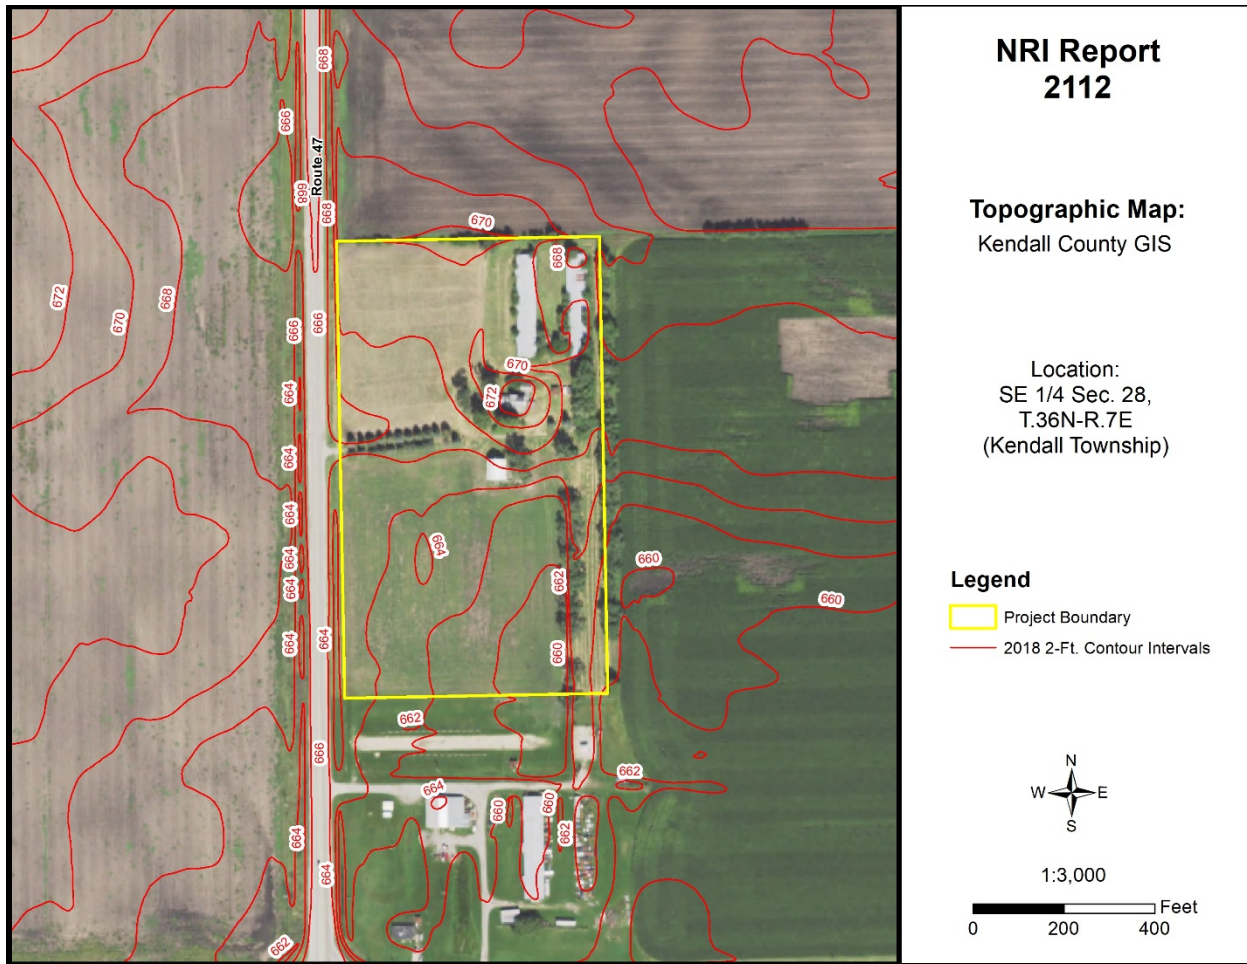 NRI Report
2112
Topographic Map:
Kendall County GIS
Location:
SE 1/4 Sec. 28,
T.36N-R.7E
(Kendall Township)
Legend
Project Boundary
2018 2-Ft. Contour Intervals
N
W E
S
1:3,000
Feet
0 200 400
668
666
Route 47
668
668
670
668
672
670
668
666
666
670
664
672
664
664
664
664
660
664
662
660
664
664
660
662
666
662
664
660
660
664
662
664
662